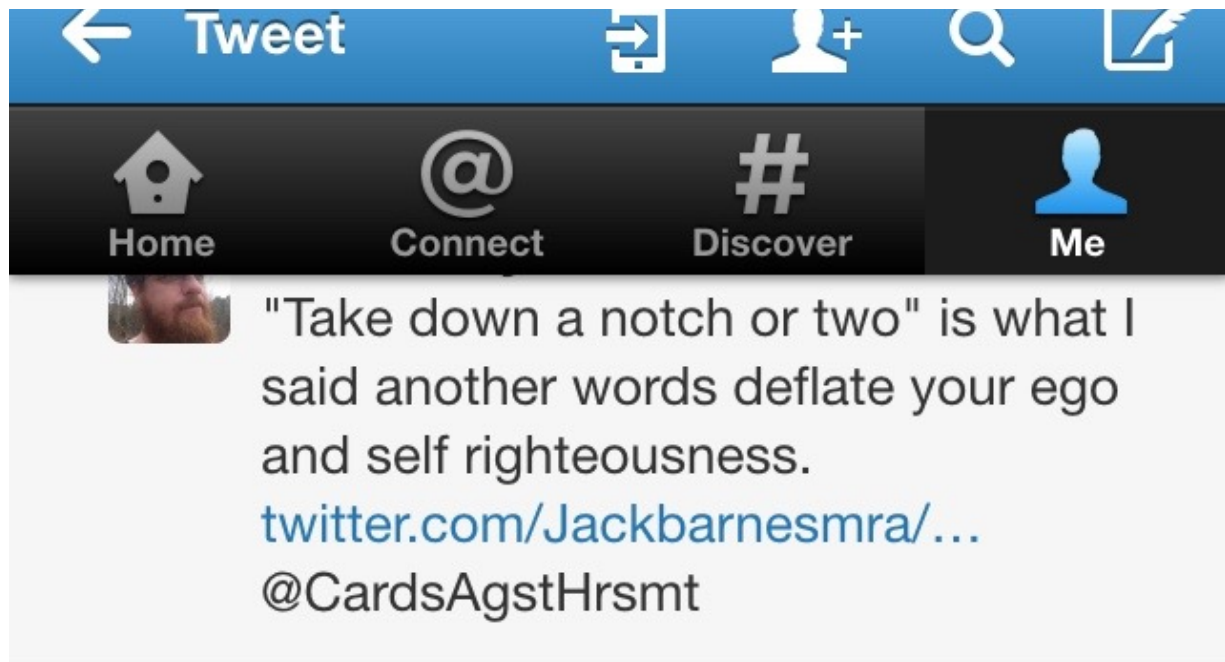 Tweet
Home
Connect
Discover
Me
"Take down a notch or two" is what I
said another words deflate your ego
and self righteousness.
twitter.com/Jackbarnesmra/…
@CardsAgstHrsmt